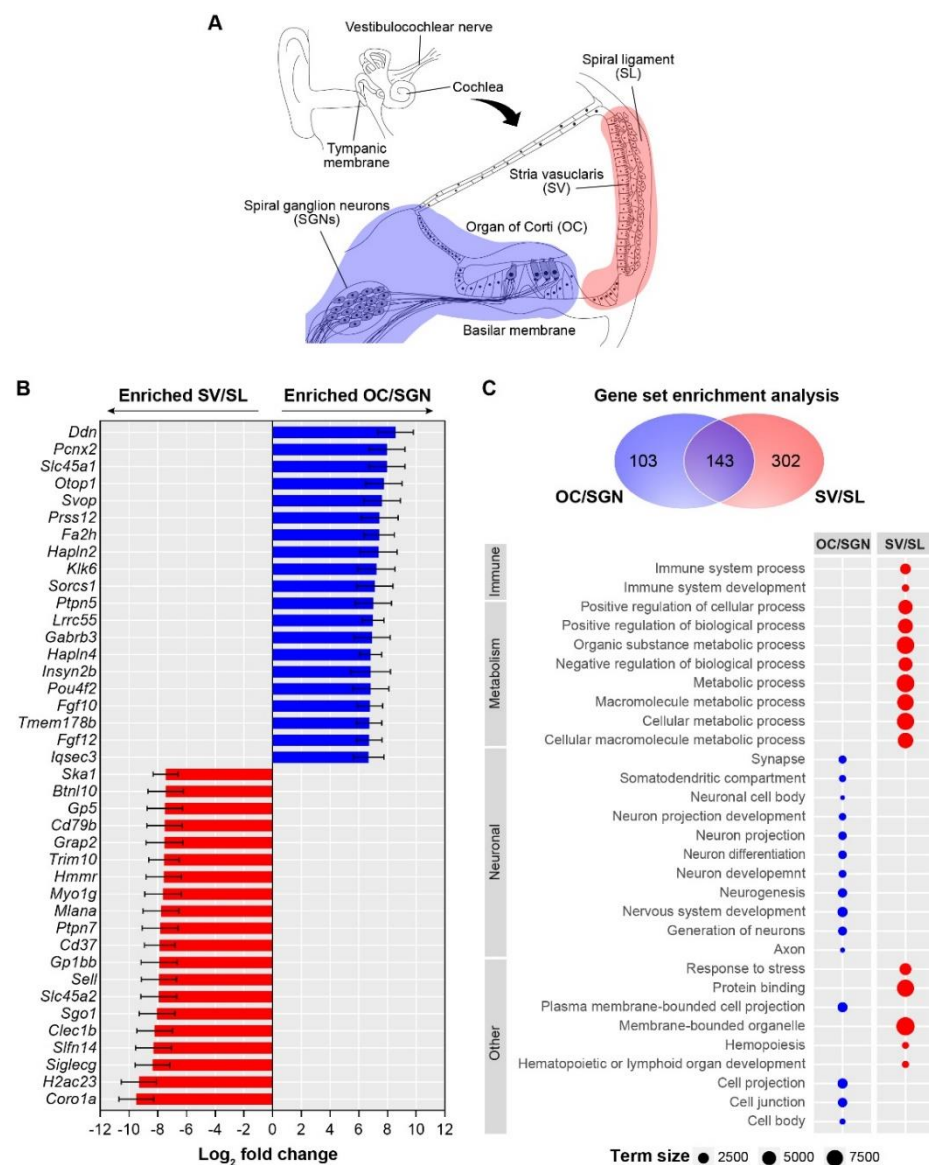 A
Vestibulocochlear nerve
Cochlea
Tympanic
membrane
Spiral ligament
(SL)
Stria vasuclaris
(SV)
Spiral ganglion neurons
(SGNs)
Organ of Corti (OC)
Basilar membrane
B
Enriched SV/SL
Enriched OC/SGN
Ddn
Pcnx2
Slc45a1
Otop1
Svop
Prss12
Fa2h
Hapln2
Klk6
Sorcs1
Ptpn5
Lrrc55
Gabrb3
Hapln4
Insyn2b
Pou4f2
Fgf10
Tmem178b
Fgf12
Iqsec3
Ska1
Btnl10
Gp5
Cd79b
Grap2
Trim10
Hmmr
Myo1g
Mlana
Ptpn7
Cd37
Gp1bb
Sell
Slc45a2
Sgo1
Clec1b
Slfn14
Siglecg
H2ac23
Coro1a
-12 -10 -8 -6 -4 -2 0 2 4 6 8 10 12
Log2 fold change
C
Gene set enrichment analysis
103 143 302
OC/SGN
SV/SL
OC/SGN SV/SL
Immune
Immune system process
Immune system development
Metabolism
Positive regulation of cellular process
Positive regulation of biological process
Organic substance metabolic process
Negative regulation of biological process
Metabolic process
Macromolecule metabolic process
Cellular metabolic process
Cellular macromolecule metabolic process
Neuronal
Synapse
Somatodendritic compartment
Neuronal cell body
Neuron projection development
Neuron projection
Neuron differentiation
Neuron developemnt
Neurogenesis
Nervous system development
Generation of neurons
Axon
Other
Response to stress
Protein binding
Plasma membrane-bounded cell projection
Membrane-bounded organelle
Hemopoiesis
Hematopoietic or lymphoid organ development
Cell projection
Cell junction
Cell body
Term size 2500 5000 7500